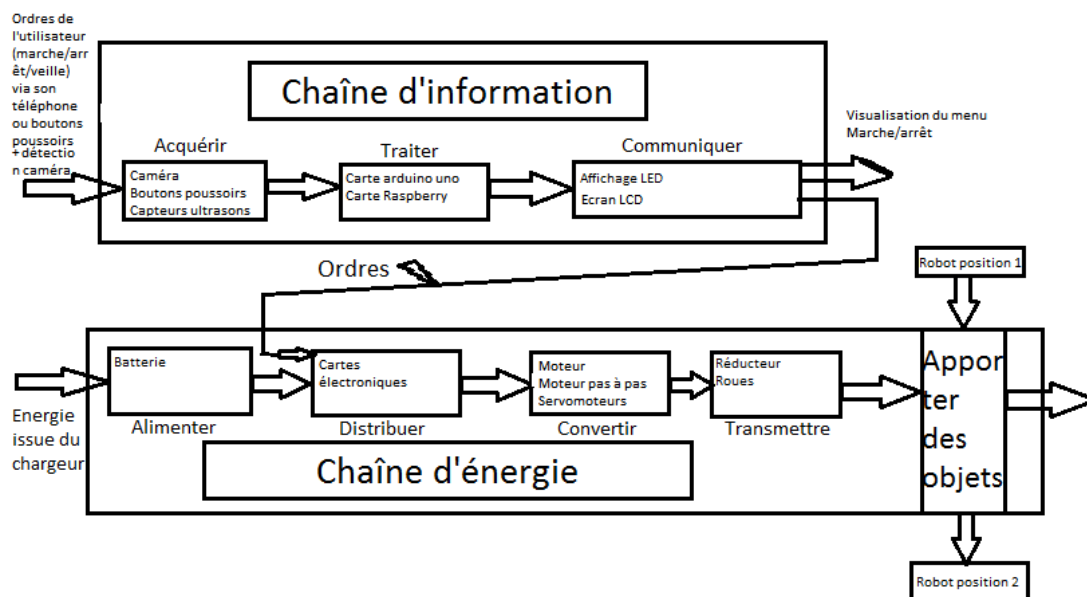 Ordres de
l'utilisateur
(marche/arr
êt/veille)
via son
téléphone
ou boutons
poussoirs
+ détectio
n caméra
Chaîne d'information
Acquérir
Caméra
Boutons poussoirs
Capteurs ultrasons
Traiter
Carte arduino uno
Carte Raspberry
Communiquer
Affichage LED
Ecran LCD
Visualisation du menu
Marche/arrêt
Ordres
Robot position 1
Energie
issue du
chargeur
Batterie
Alimenter
Cartes
électroniques
Distribuer
Moteur
Moteur pas à pas
Servomoteurs
Convertir
Réducteur
Roues
Transmettre
Appor
ter
des
objets
Chaîne d'énergie
Robot position 2